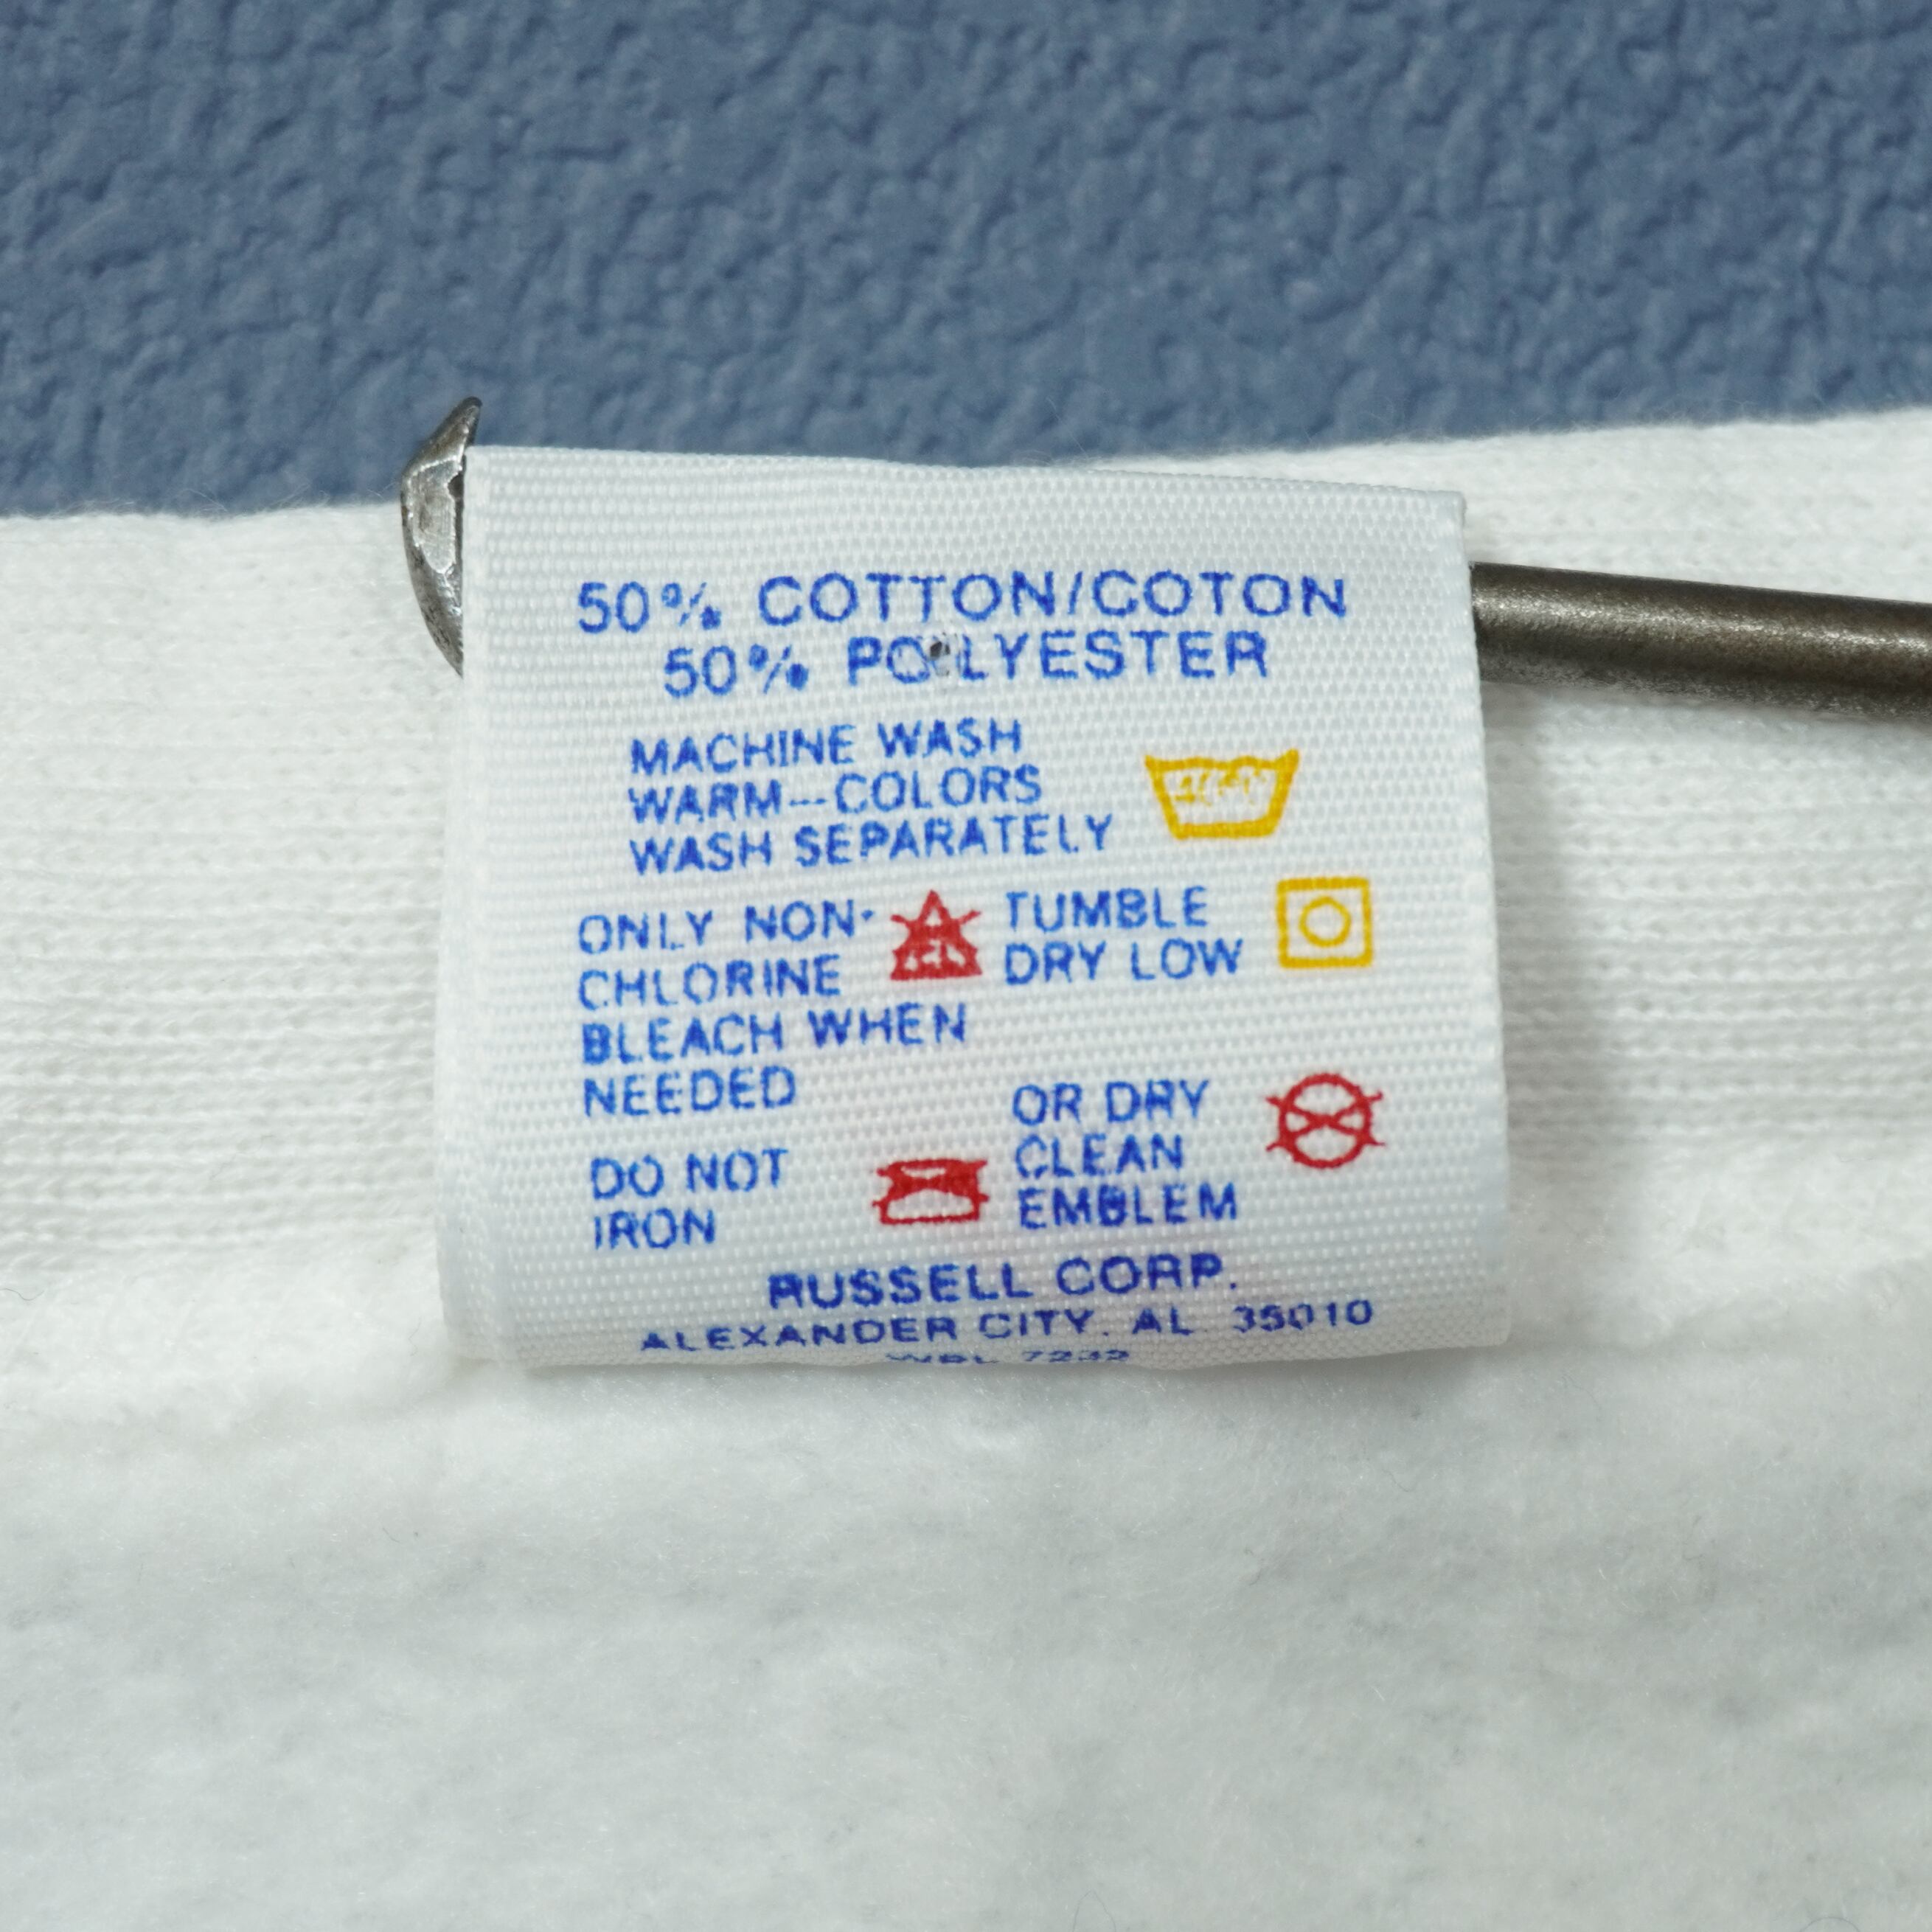 50% COTTON/COTON
50% POLYESTER
MACHINE WASH
WARM--COLORS
WASH SEPARATELY
ONLY NON-
CHLORINE
BLEACH WHEN
NEEDED
TUMBLE
DRY LOW
DO NOT
IRON
OR DRY
CLEAN
EMBLEM
RUSSELL CORP.
ALEXANDER CITY, AL 35010